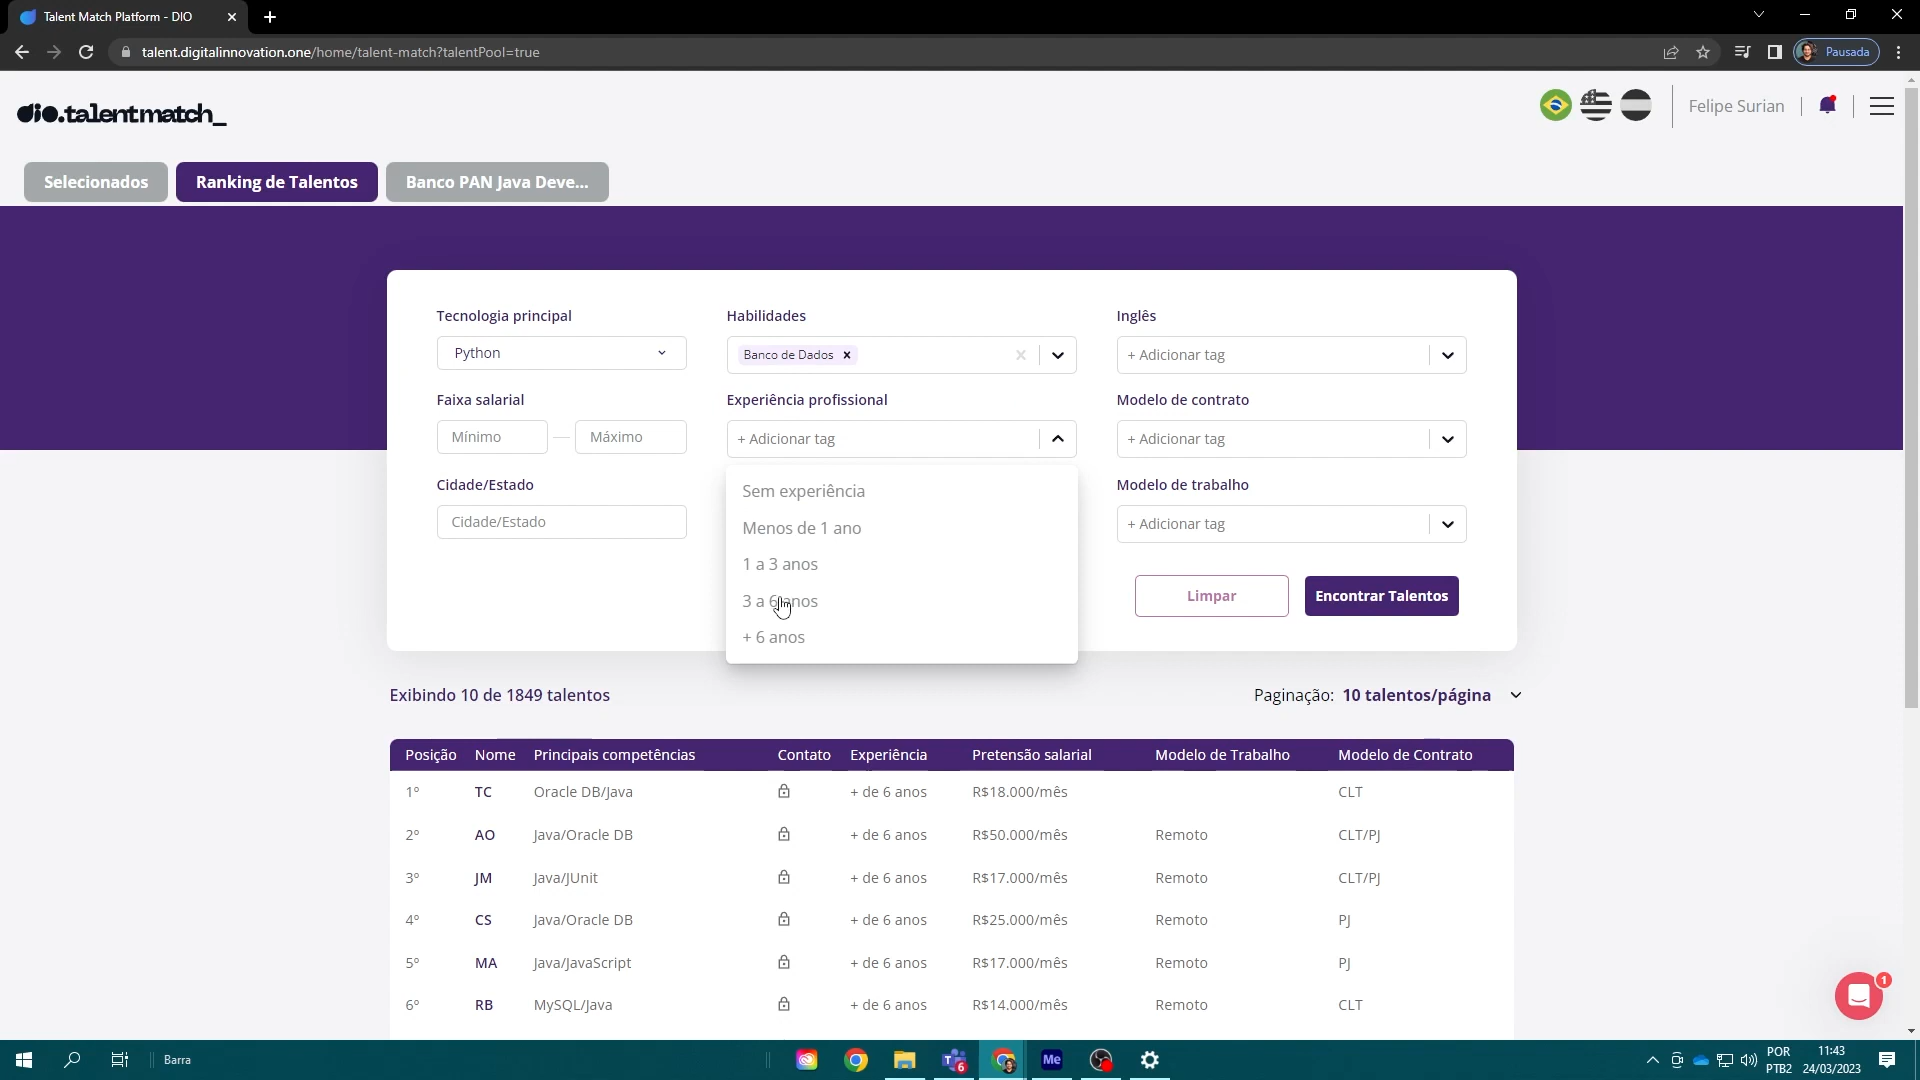 Talent Match Platform - DIO
talent.digitalinnovation.one/home/talent-match?talentPool=true
Pausada
dio.talentmatch_
Felipe Surian
Selecionados
Ranking de Talentos
Banco PAN Java Deve...
Tecnologia principal
Habilidades
Inglês
Python
Banco de Dados
+ Adicionar tag
Faixa salarial
Experiência profissional
Modelo de contrato
Mínimo
Máximo
+ Adicionar tag
+ Adicionar tag
Cidade/Estado
Modelo de trabalho
Cidade/Estado
+ Adicionar tag
Sem experiência
Menos de 1 ano
1 a 3 anos
3 a 6 anos
+ 6 anos
Limpar
Encontrar Talentos
Exibindo 10 de 1849 talentos
Paginação: 10 talentos/página
Posição Nome Principais competências Contato Experiência Pretensão salarial Modelo de Trabalho Modelo de Contrato
1º TC Oracle DB/Java + de 6 anos R$18.000/mês CLT
2º AO Java/Oracle DB + de 6 anos R$50.000/mês Remoto CLT/PJ
3º JM Java/JUnit + de 6 anos R$17.000/mês Remoto CLT/PJ
4º CS Java/Oracle DB + de 6 anos R$25.000/mês Remoto PJ
5º MA Java/JavaScript + de 6 anos R$17.000/mês Remoto PJ
6º RB MySQL/Java + de 6 anos R$14.000/mês Remoto CLT
1
Barra
6
Me
POR
PTB2
11:43
24/03/2023